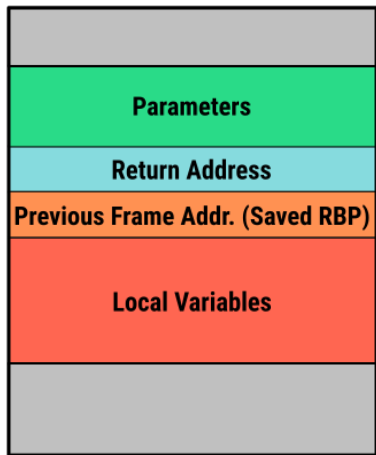 Parameters
Return Address
Previous Frame Addr. (Saved RBP)
Local Variables